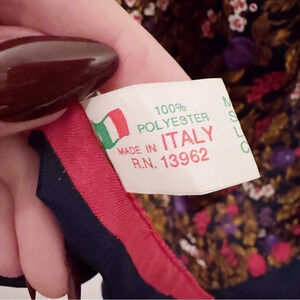 100%
POLYESTER
MADE IN ITALY
R.N. 13962